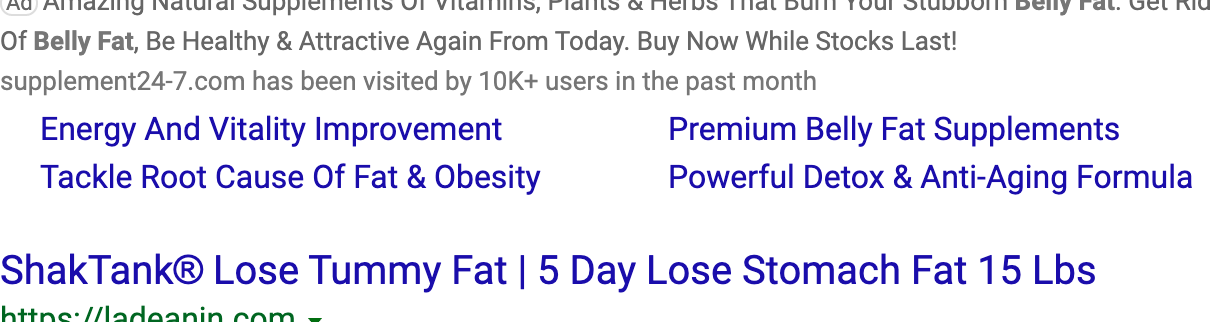 Ad Amazing Natural Supplements Of Vitamins, Plants & Herbs That Burn Your Stubborn Belly Fat. Get Rid
Of Belly Fat, Be Healthy & Attractive Again From Today. Buy Now While Stocks Last!
supplement24-7.com has been visited by 10K+ users in the past month
Energy And Vitality Improvement Premium Belly Fat Supplements
Tackle Root Cause Of Fat & Obesity Powerful Detox & Anti-Aging Formula
ShakTank® Lose Tummy Fat | 5 Day Lose Stomach Fat 15 Lbs
https://ladeanin.com